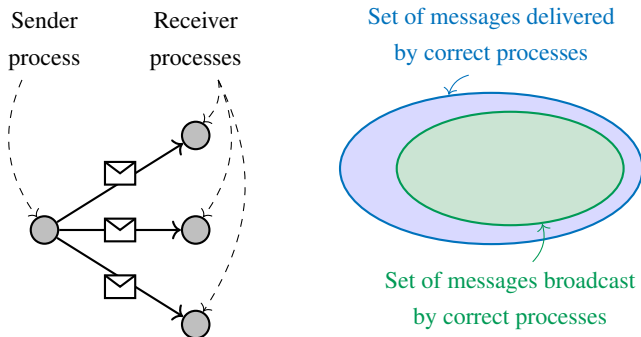 Sender
process
Receiver
processes
Set of messages delivered
by correct processes
Set of messages broadcast
by correct processes